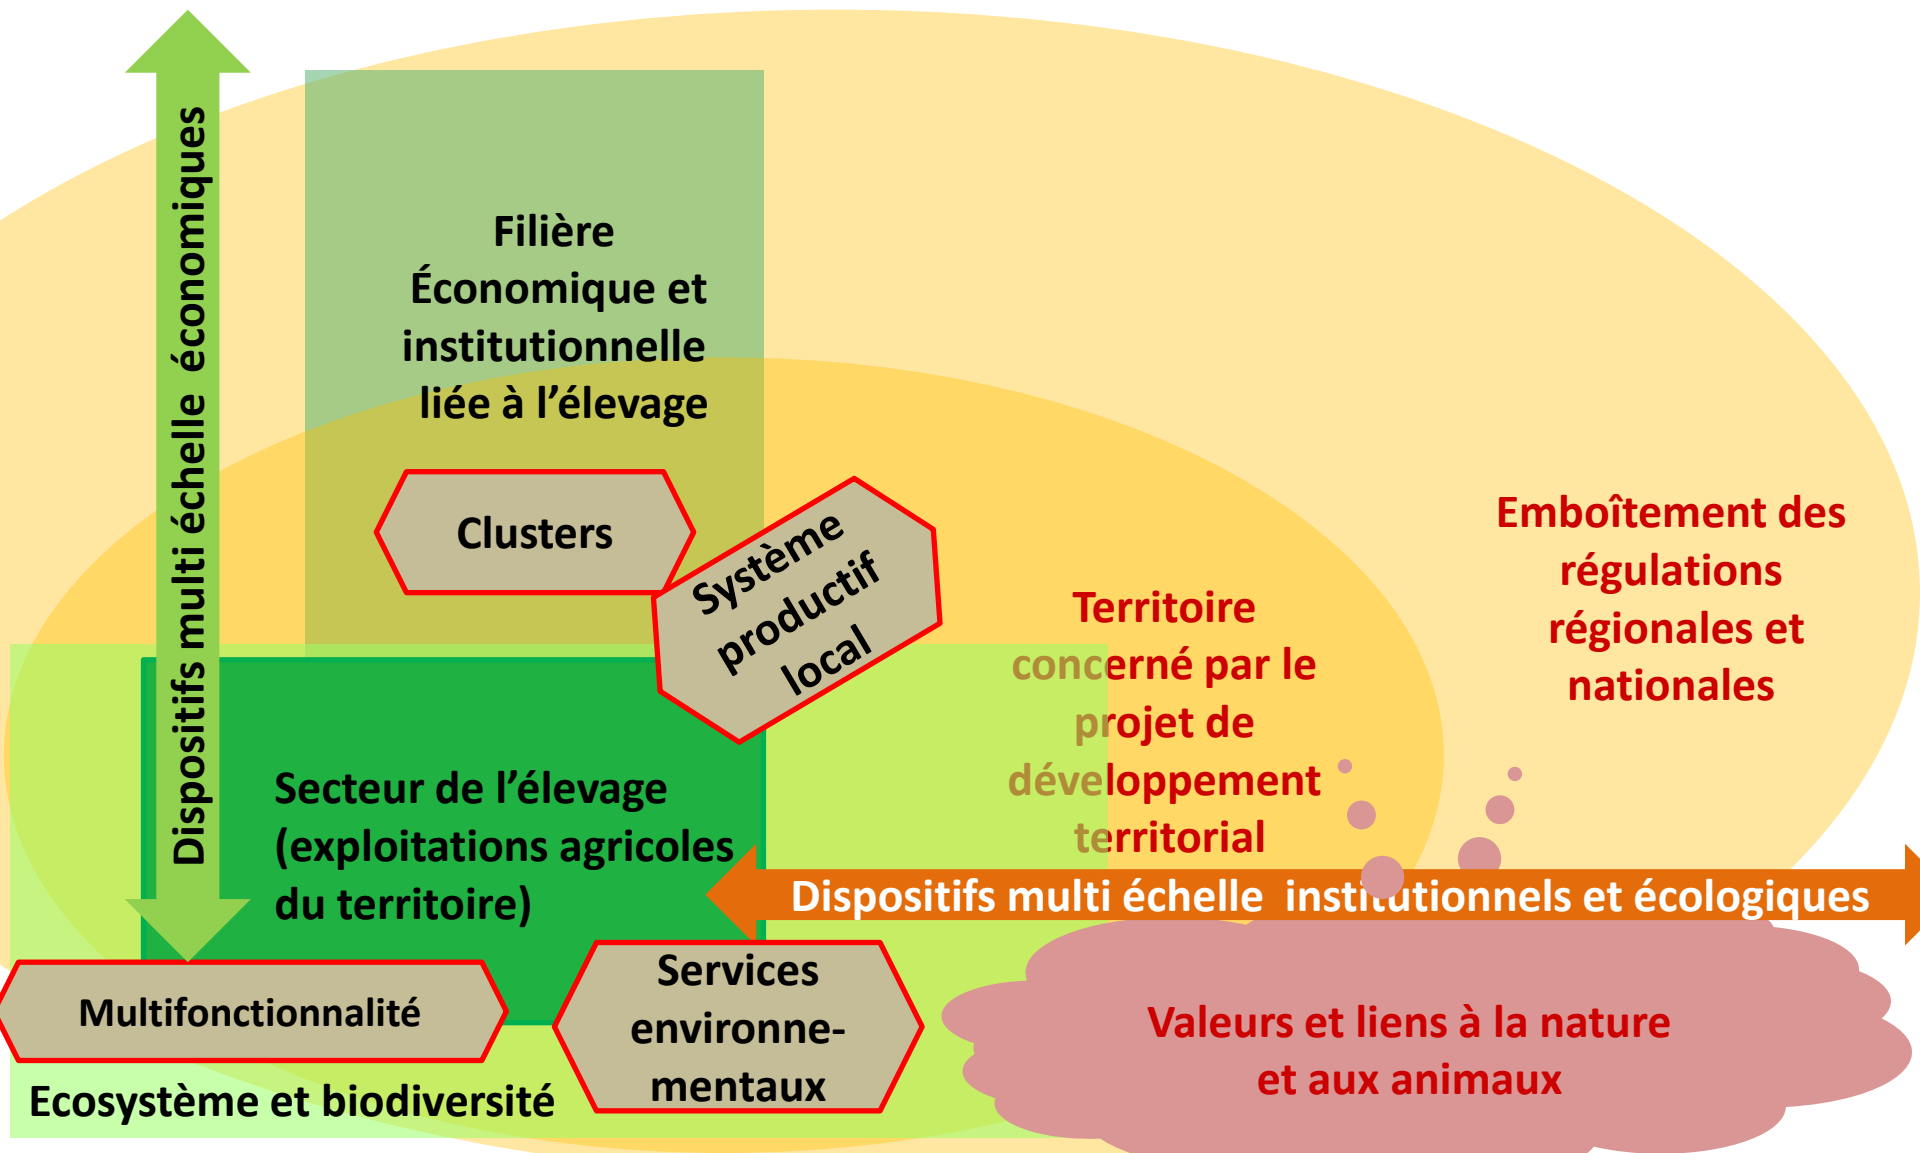 Dispositifs multi échelle  économiques
Filière
Économique et
institutionnelle
liée à l’élevage
Clusters
Système
productif
local
Emboîtement des
régulations
régionales et
nationales
Territoire
concerné par le
projet de
développement
territorial
Secteur de l’élevage
(exploitations agricoles
du territoire)
Dispositifs multi échelle  institutionnels et écologiques
Multifonctionnalité
Services
environne-
mentaux
Valeurs et liens à la nature
et aux animaux
Ecosystème et biodiversité